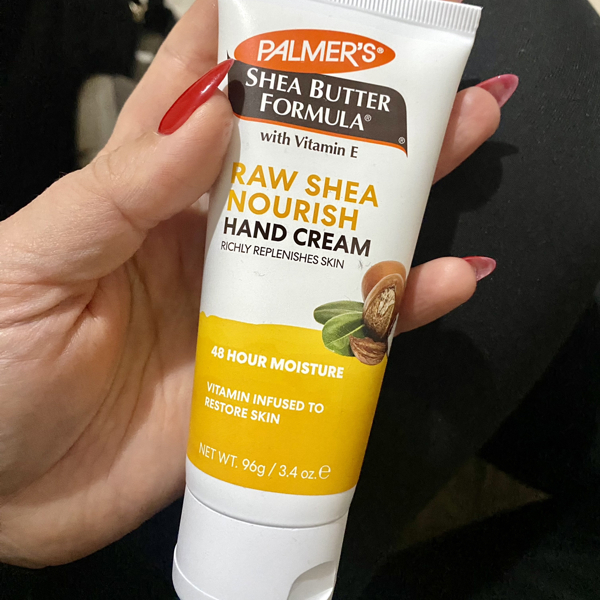 PALMER'S®
SHEA BUTTER
FORMULA®
®
with Vitamin E
RAW SHEA
NOURISH
HAND CREAM
RICHLY REPLENISHES SKIN
48 HOUR MOISTURE
VITAMIN INFUSED TO
RESTORE SKIN
NET WT. 96g / 3.4 oz. ℮